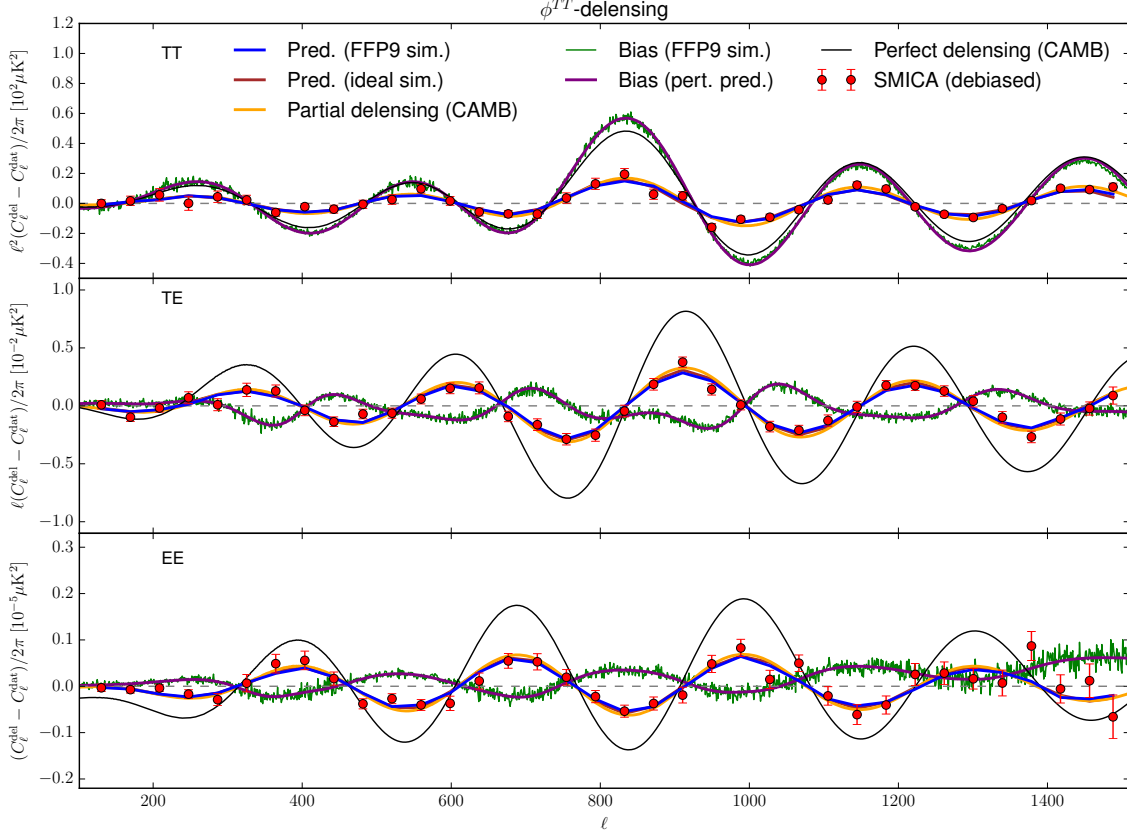 ϕ^{TT}-delensing
TT
Pred. (FFP9 sim.)
Pred. (ideal sim.)
Partial delensing (CAMB)
Bias (FFP9 sim.)
Bias (pert. pred.)
Perfect delensing (CAMB)
SMICA (debiased)
ℓ²(C_ℓ^{del} − C_ℓ^{dat})/2π [10²μK²]
1.2
1.0
0.8
0.6
0.4
0.2
0.0
−0.2
−0.4
TE
ℓ(C_ℓ^{del} − C_ℓ^{dat})/2π [10^{−2}μK²]
1.0
0.5
0.0
−0.5
−1.0
EE
(C_ℓ^{del} − C_ℓ^{dat})/2π [10^{−5}μK²]
0.3
0.2
0.1
0.0
−0.1
−0.2
200 400 600 800 1000 1200 1400
ℓ